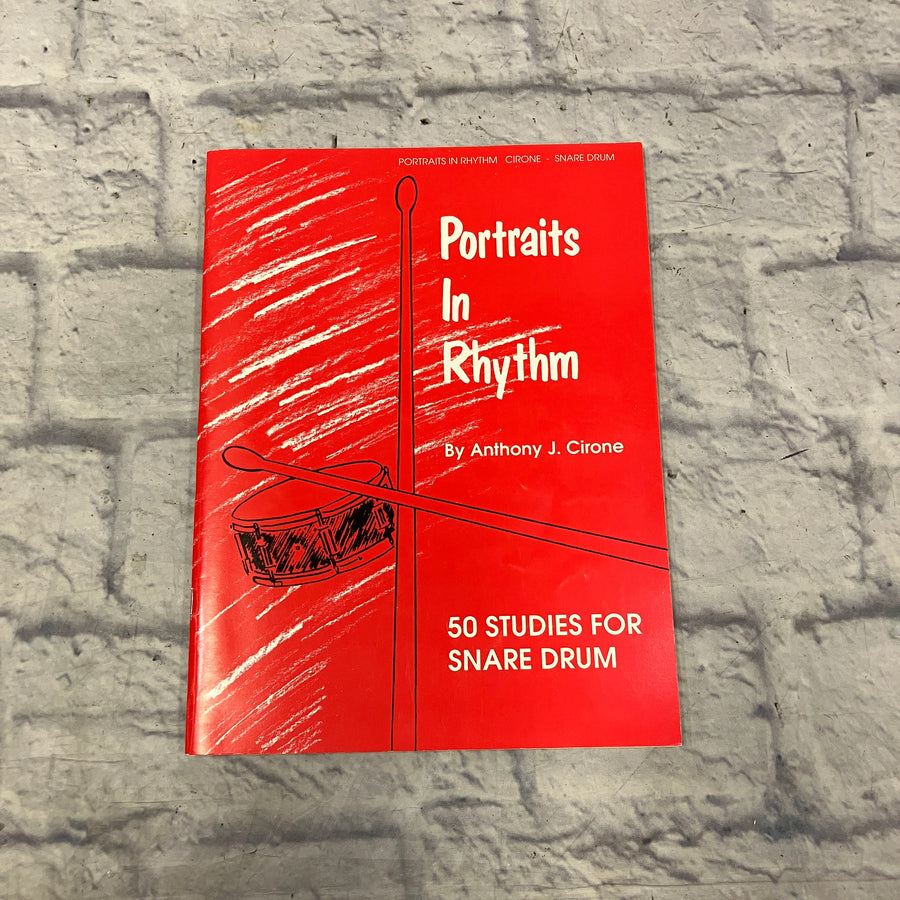 PORTRAITS IN RHYTHM CIRONE - SNARE DRUM
Portraits
In
Rhythm
By Anthony J. Cirone
50 STUDIES FOR
SNARE DRUM